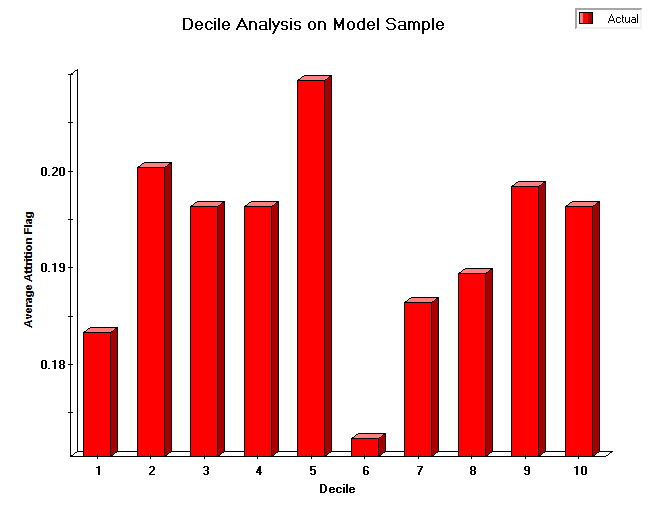 Decile Analysis on Model Sample
Actual
Average Attrition Flag
0.20
0.19
0.18
1 2 3 4 5 6 7 8 9 10
Decile